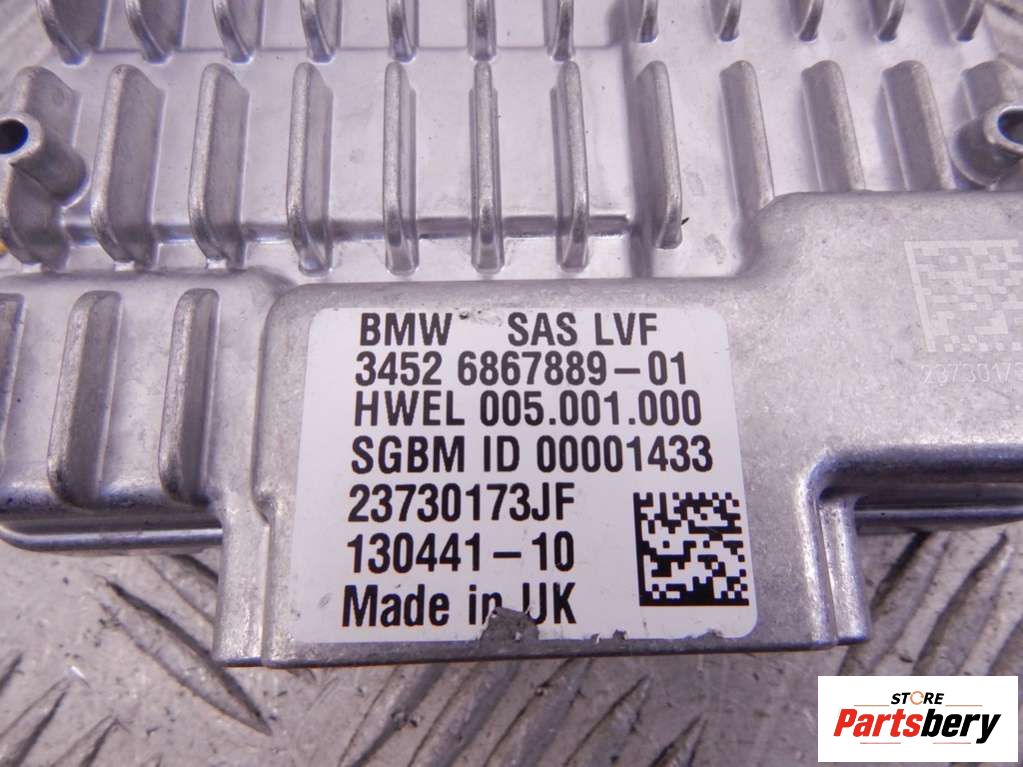 BMW SAS LVF
3452 6867889-01
HWEL 005.001.000
SGBM ID 00001433
23730173JF
130441-10
Made in UK
STORE
Partsbery